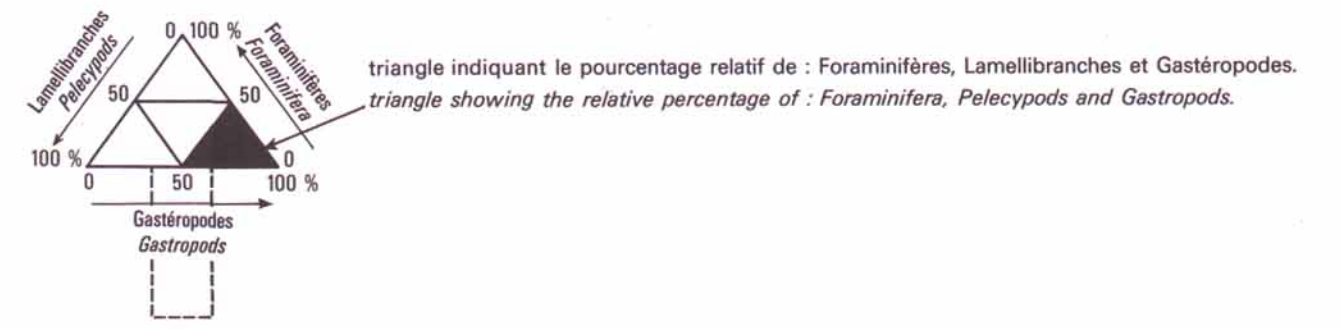 Lamellibranches
Pelecypods
0 100 %
Foraminifères
Foraminifera
triangle indiquant le pourcentage relatif de : Foraminifères, Lamellibranches et Gastéropodes.
triangle showing the relative percentage of : Foraminifera, Pelecypods and Gastropods.
50 50
100 % 0
0 50 100 %
Gastéropodes
Gastropods